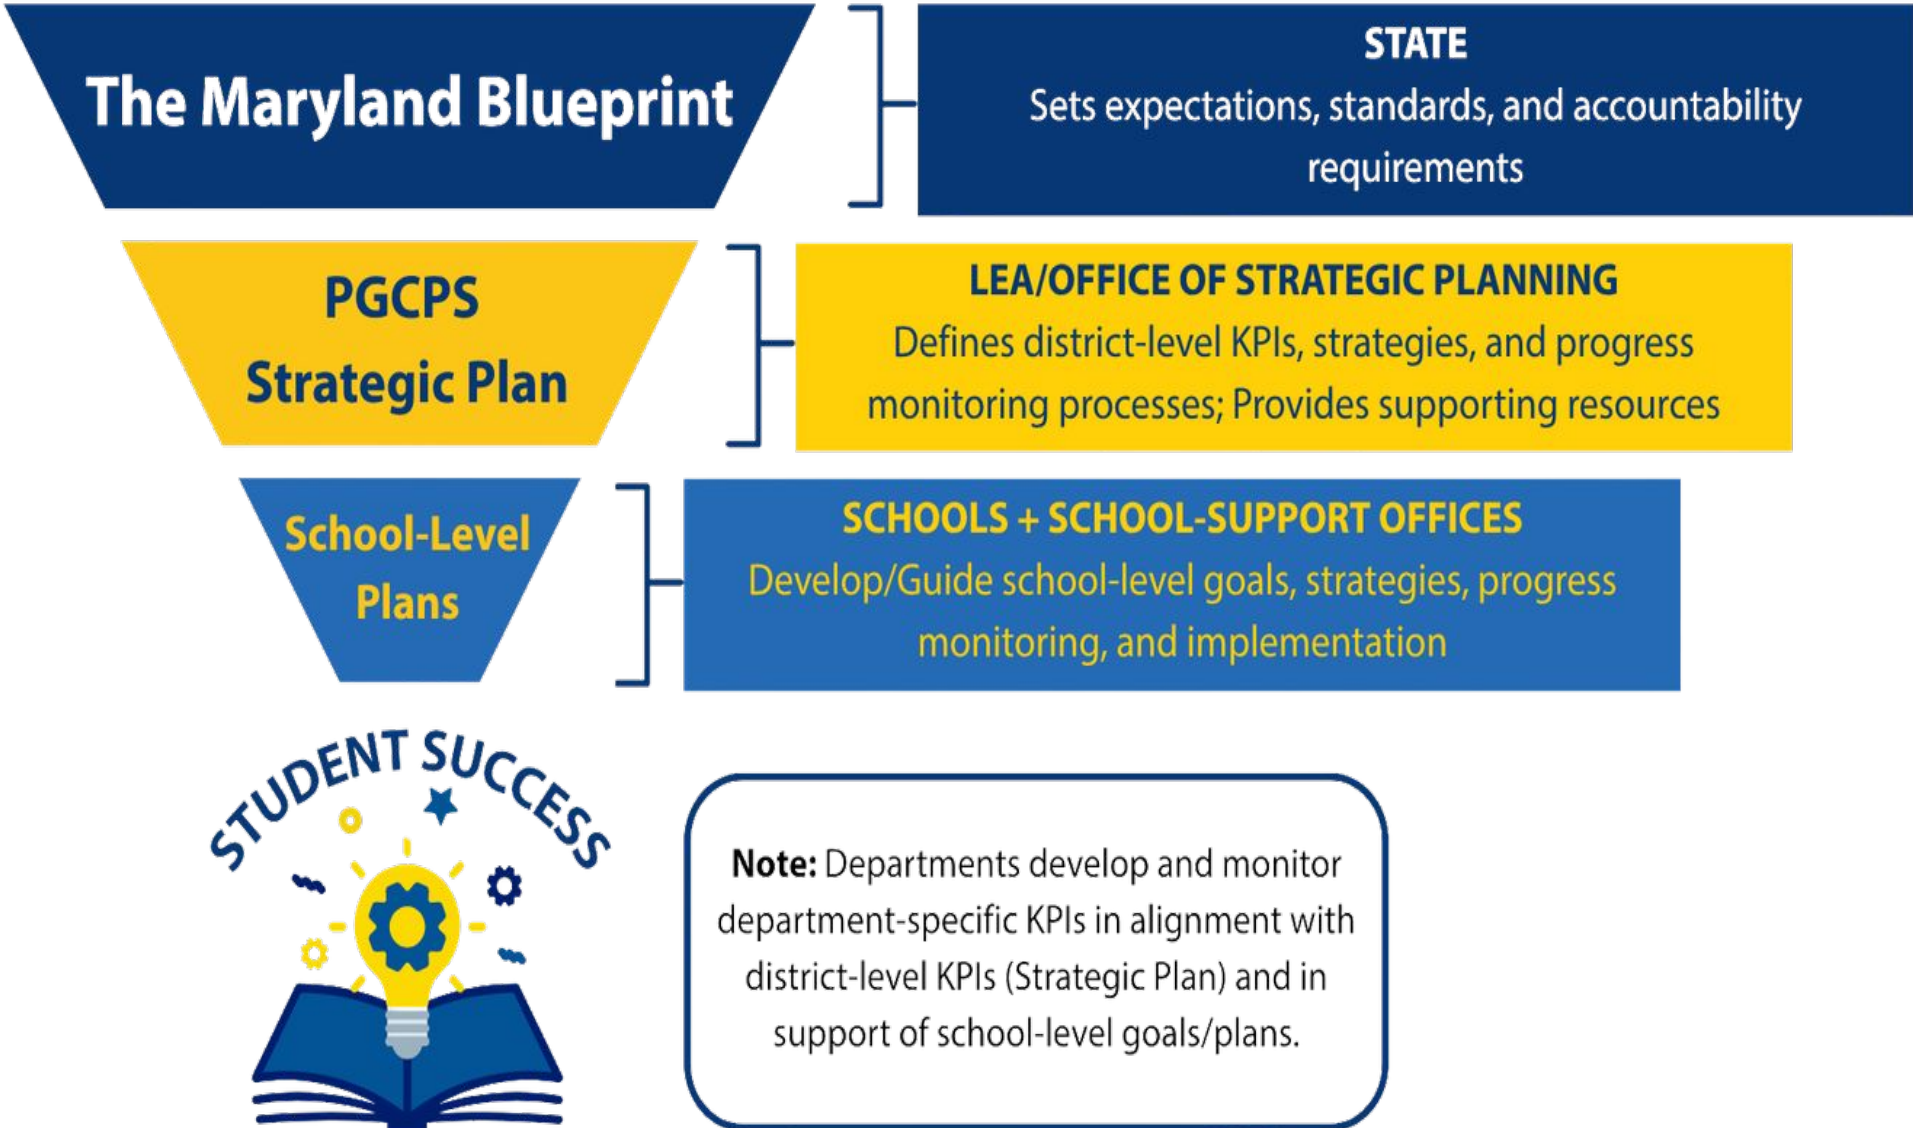 The Maryland Blueprint
STATE
Sets expectations, standards, and accountability
requirements
PGCPS
Strategic Plan
LEA/OFFICE OF STRATEGIC PLANNING
Defines district-level KPIs, strategies, and progress
monitoring processes; Provides supporting resources
School-Level
Plans
SCHOOLS + SCHOOL-SUPPORT OFFICES
Develop/Guide school-level goals, strategies, progress
monitoring, and implementation
STUDENT SUCCESS
Note: Departments develop and monitor
department-specific KPIs in alignment with
district-level KPIs (Strategic Plan) and in
support of school-level goals/plans.